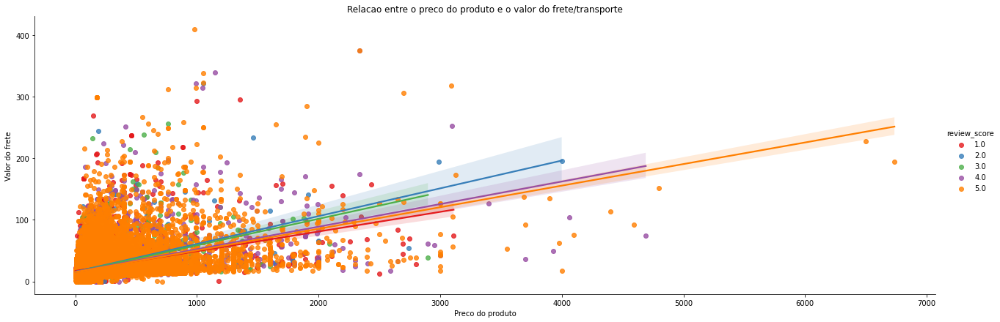 Relacao entre o preco do produto e o valor do frete/transporte
400
300
200
100
0
Valor do frete
0 1000 2000 3000 4000 5000 6000 7000
Preco do produto
review_score
1.0
2.0
3.0
4.0
5.0